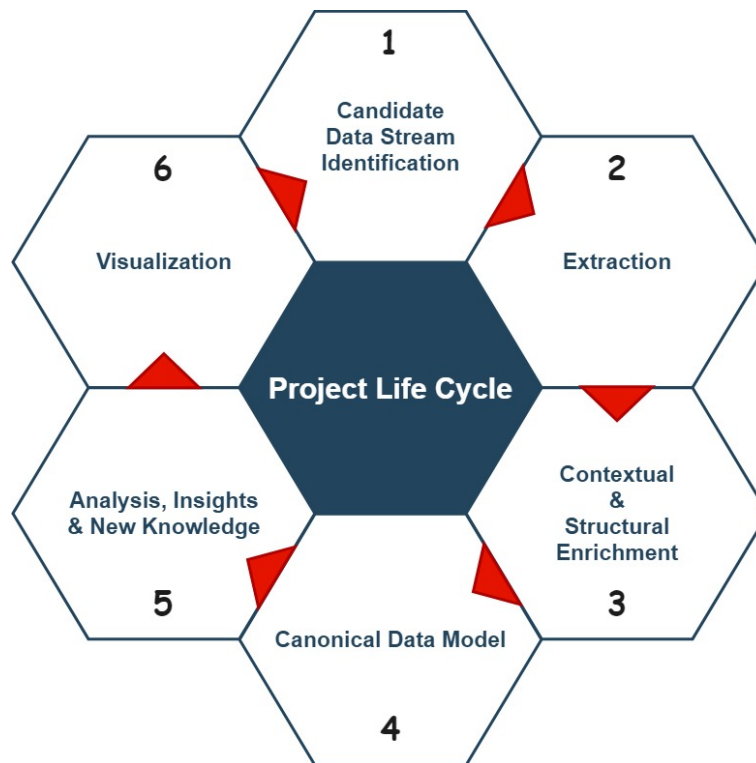 1
Candidate
Data Stream
Identification
2
Extraction
3
Contextual
&
Structural
Enrichment
4
Canonical Data Model
5
Analysis, Insights
& New Knowledge
6
Visualization
Project Life Cycle